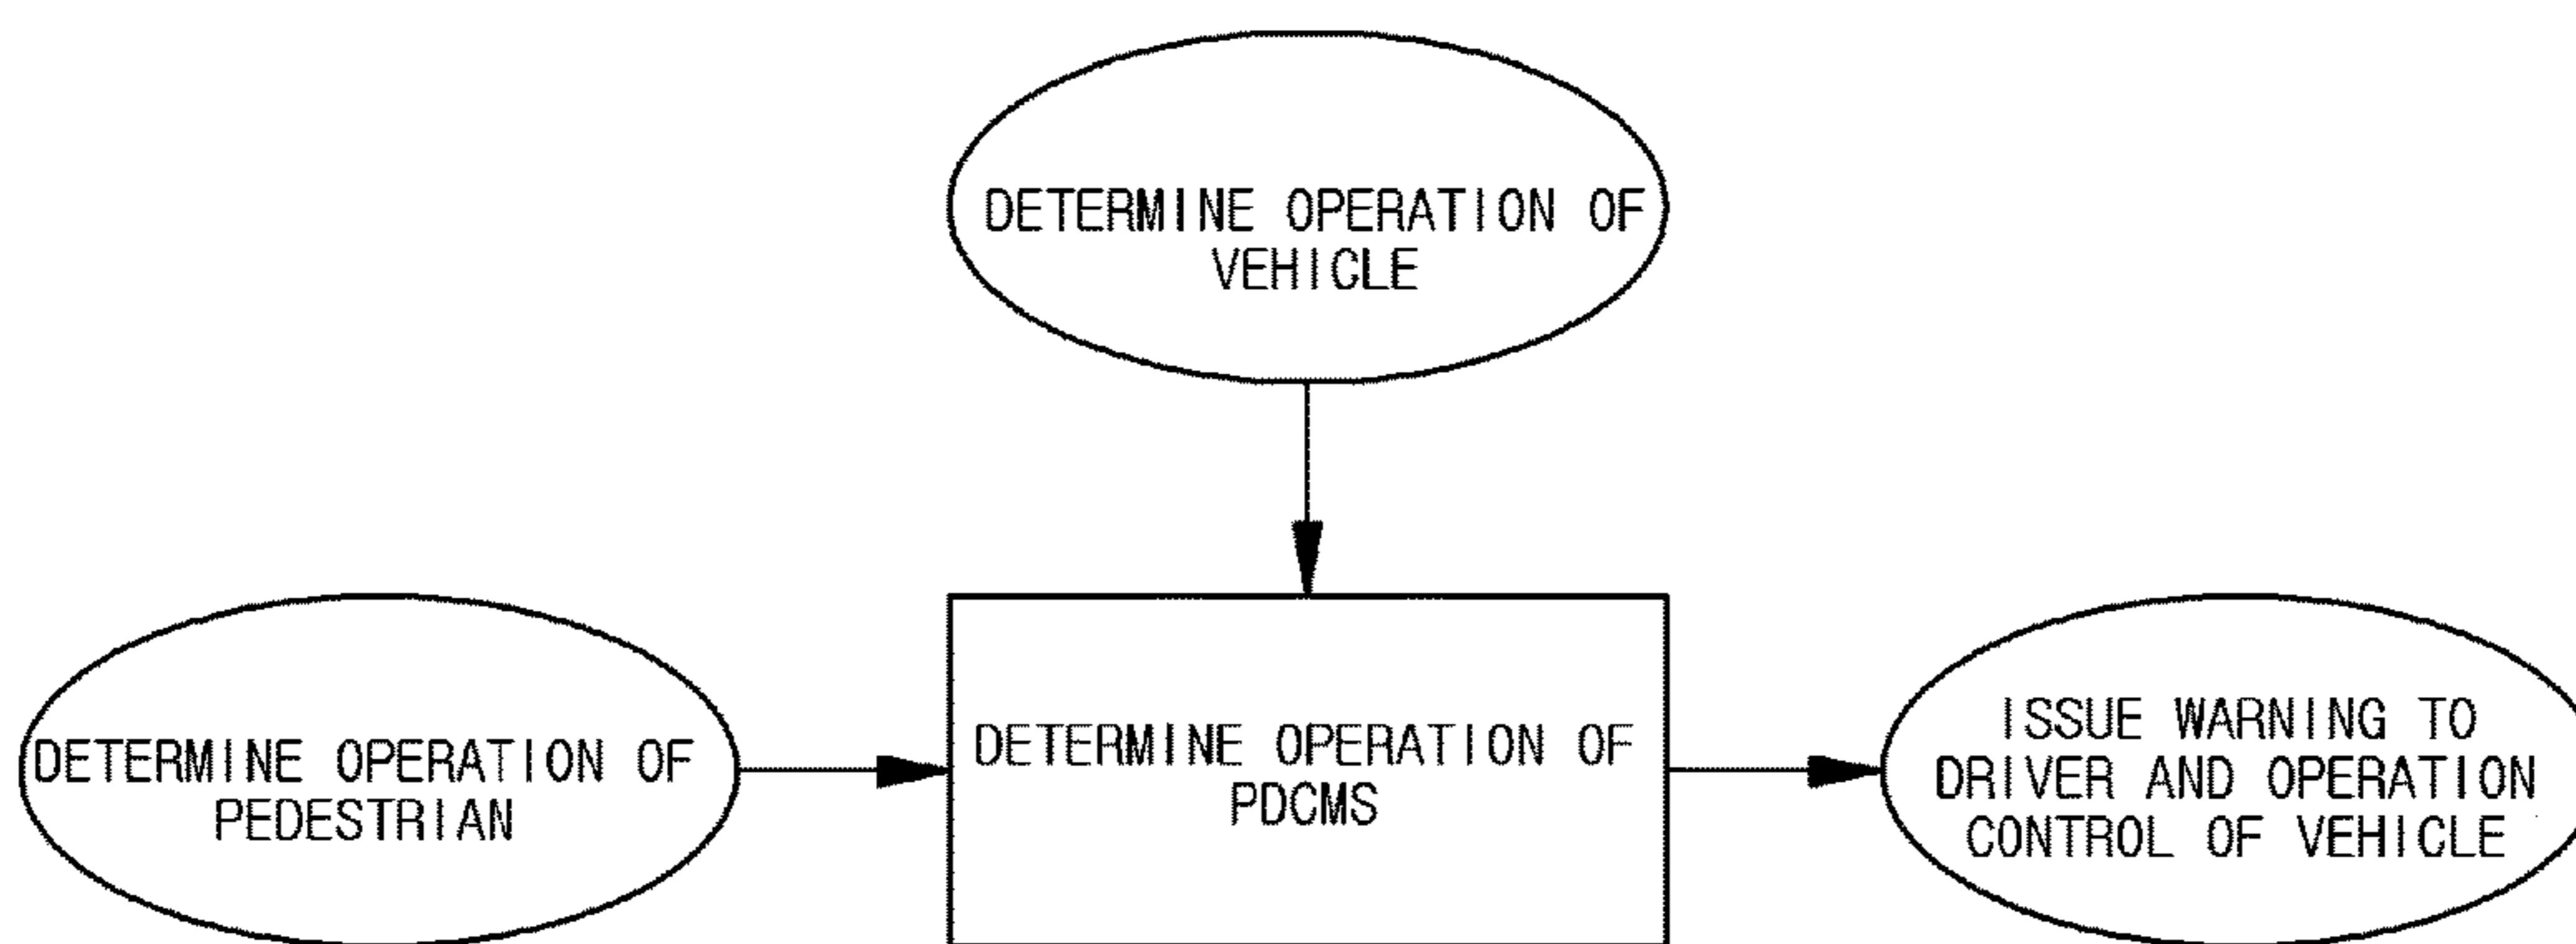 DETERMINE OPERATION OF
VEHICLE
DETERMINE OPERATION OF
PEDESTRIAN
DETERMINE OPERATION OF
PDCMS
ISSUE WARNING TO
DRIVER AND OPERATION
CONTROL OF VEHICLE